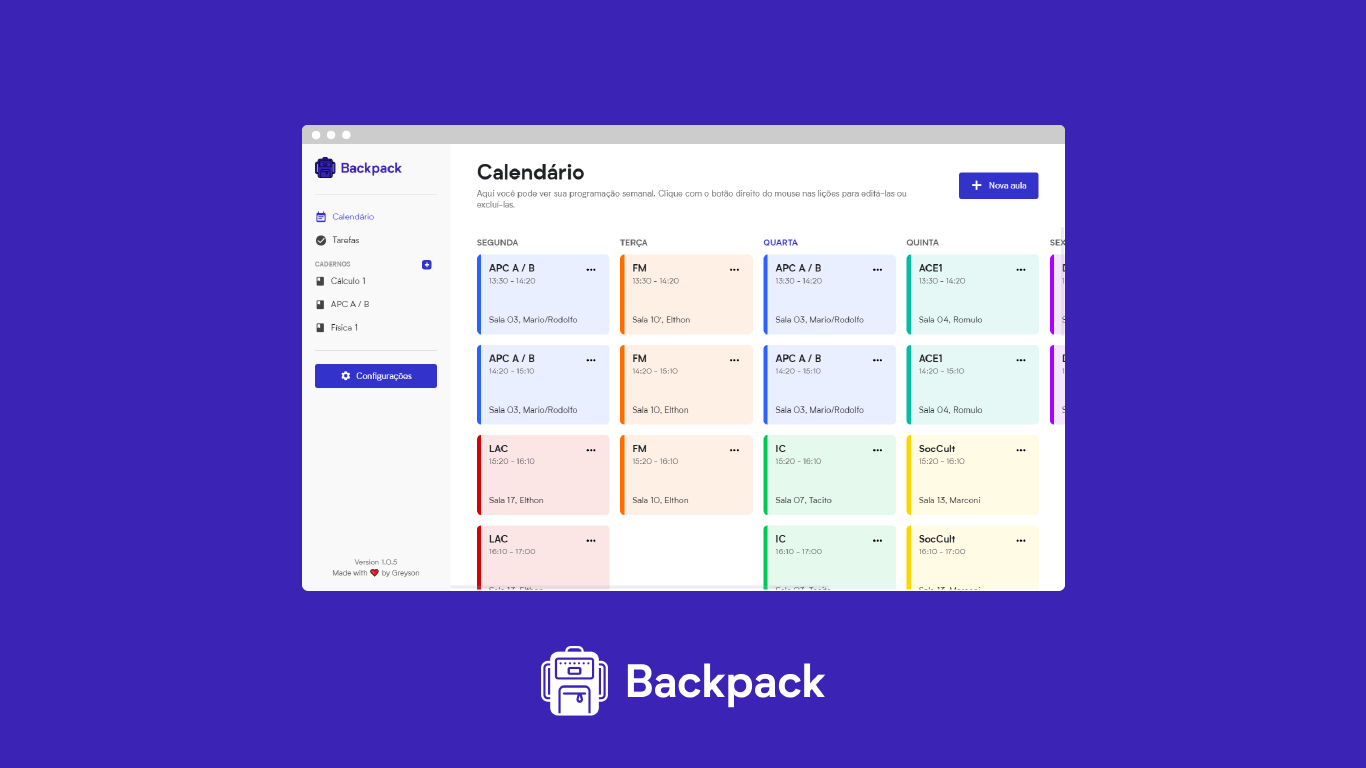 Backpack
Calendário
Tarefas
CADERNOS
Cálculo 1
APC A / B
Física 1
Configurações
Version 1.0.5
Made with ❤ by Greyson
Calendário
Aqui você pode ver sua programação semanal. Clique com o botão direito do mouse nas lições para editá-las ou
excluí-las.
Nova aula
SEGUNDA
APC A / B
13:30 - 14:20
Sala 03, Mario/Rodolfo
APC A / B
14:20 - 15:10
Sala 03, Mario/Rodolfo
LAC
15:20 - 16:10
Sala 17, Elthon
LAC
16:10 - 17:00
TERÇA
FM
13:30 - 14:20
Sala 10', Elthon
FM
14:20 - 15:10
Sala 10, Elthon
FM
15:20 - 16:10
Sala 10, Elthon
QUARTA
APC A / B
13:30 - 14:20
Sala 03, Mario/Rodolfo
APC A / B
14:20 - 15:10
Sala 03, Mario/Rodolfo
IC
15:20 - 16:10
Sala 07, Tacito
IC
16:10 - 17:00
QUINTA
ACE1
13:30 - 14:20
Sala 04, Romulo
ACE1
14:20 - 15:10
Sala 04, Romulo
SocCult
15:20 - 16:10
Sala 13, Marconi
SocCult
16:10 - 17:00
Backpack